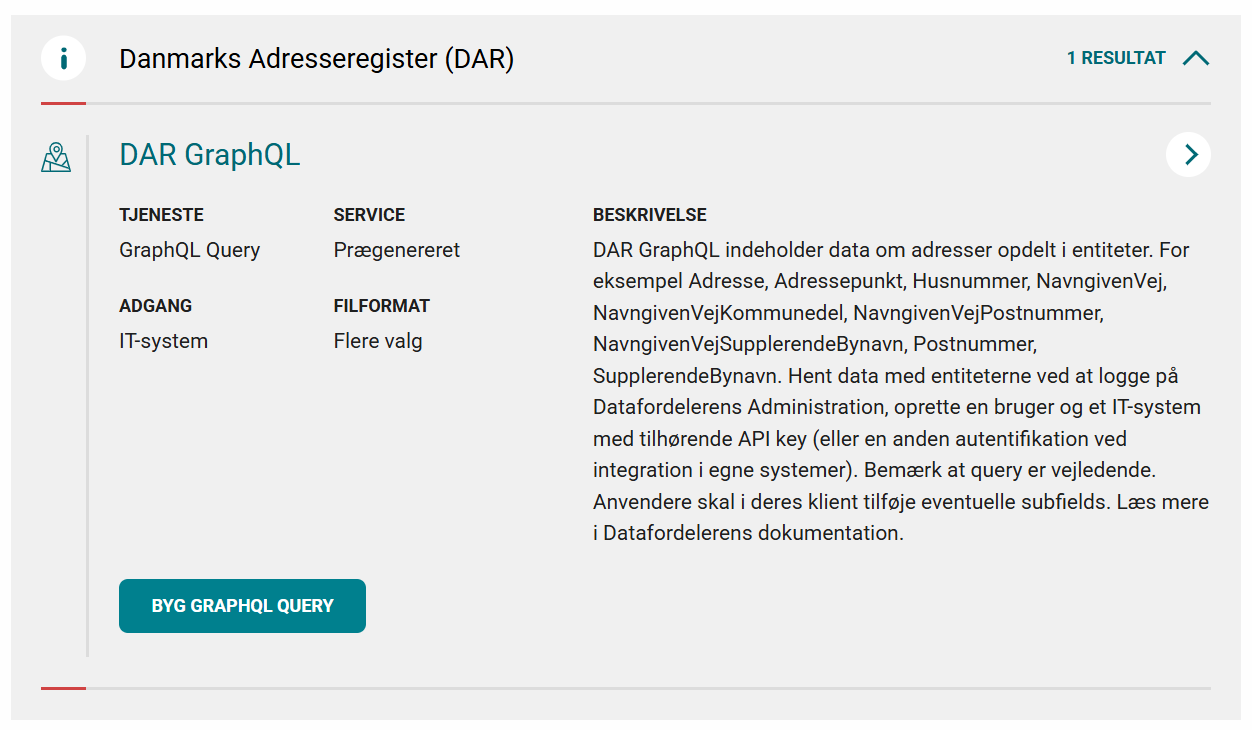 Danmarks Adresseregister (DAR)
1 RESULTAT
DAR GraphQL
TJENESTE
GraphQL Query
SERVICE
Prægenereret
ADGANG
IT-system
FILFORMAT
Flere valg
BESKRIVELSE
DAR GraphQL indeholder data om adresser opdelt i entiteter. For
eksempel Adresse, Adressepunkt, Husnummer, NavngivenVej,
NavngivenVejKommunedel, NavngivenVejPostnummer,
NavngivenVejSupplerendeBynavn, Postnummer,
SupplerendeBynavn. Hent data med entiteterne ved at logge på
Datafordelerens Administration, oprette en bruger og et IT-system
med tilhørende API key (eller en anden autentifikation ved
integration i egne systemer). Bemærk at query er vejledende.
Anvendere skal i deres klient tilføje eventuelle subfields. Læs mere
i Datafordelerens dokumentation.
BYG GRAPHQL QUERY